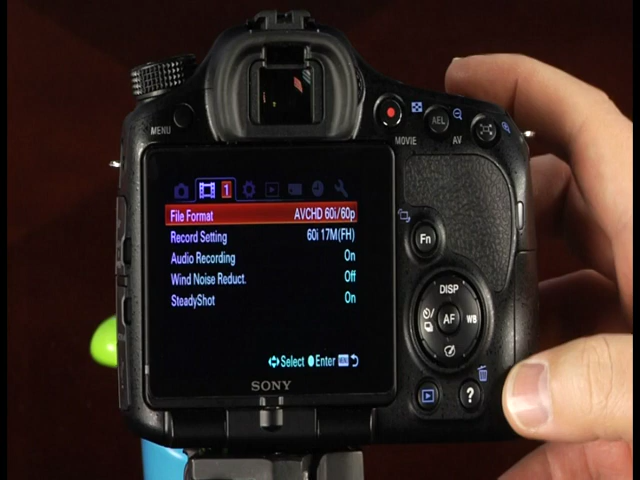 MENU
MOVIE
AEL
AV
1
File Format AVCHD 60i/60p
Record Setting 60i 17M(FH)
Audio Recording On
Wind Noise Reduct. Off
SteadyShot On
Select Enter MENU
Fn
DISP
AF
WB
?
SONY